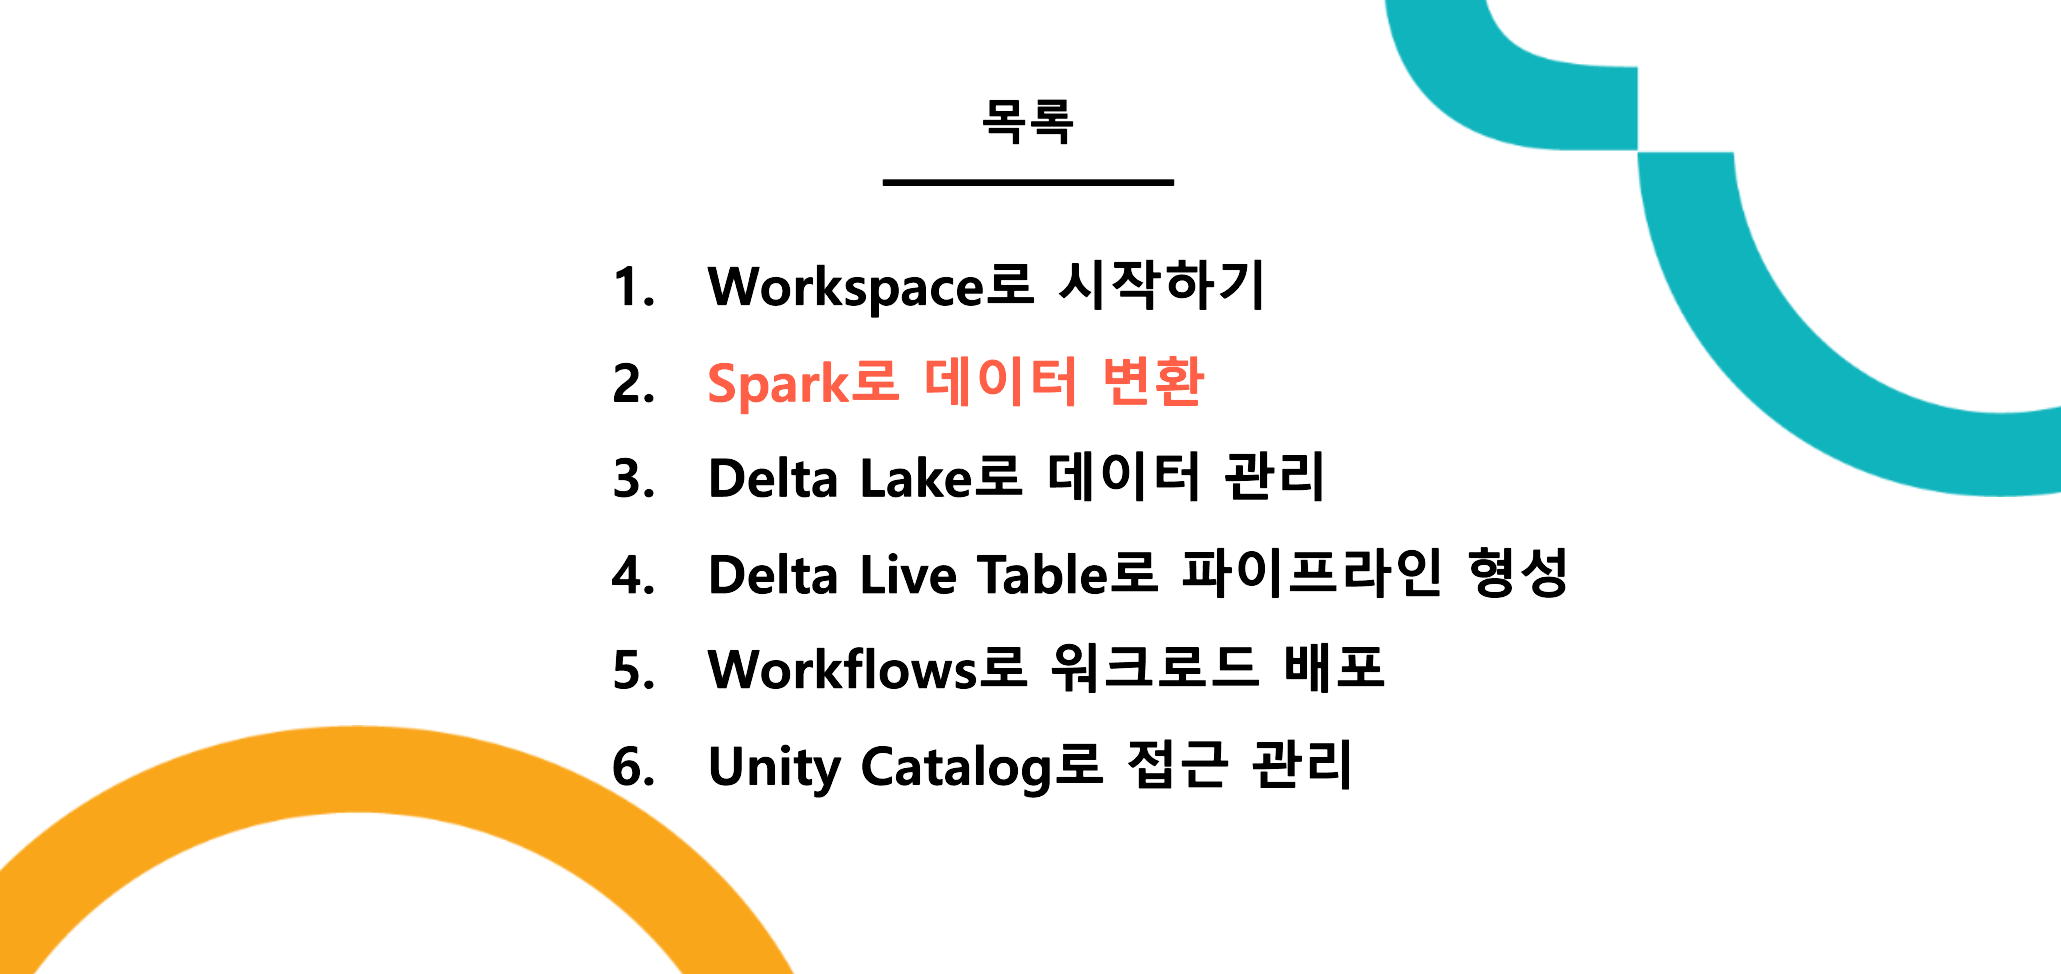 목록
1. Workspace로 시작하기
2. Spark로 데이터 변환
3. Delta Lake로 데이터 관리
4. Delta Live Table로 파이프라인 형성
5. Workflows로 워크로드 배포
6. Unity Catalog로 접근 관리